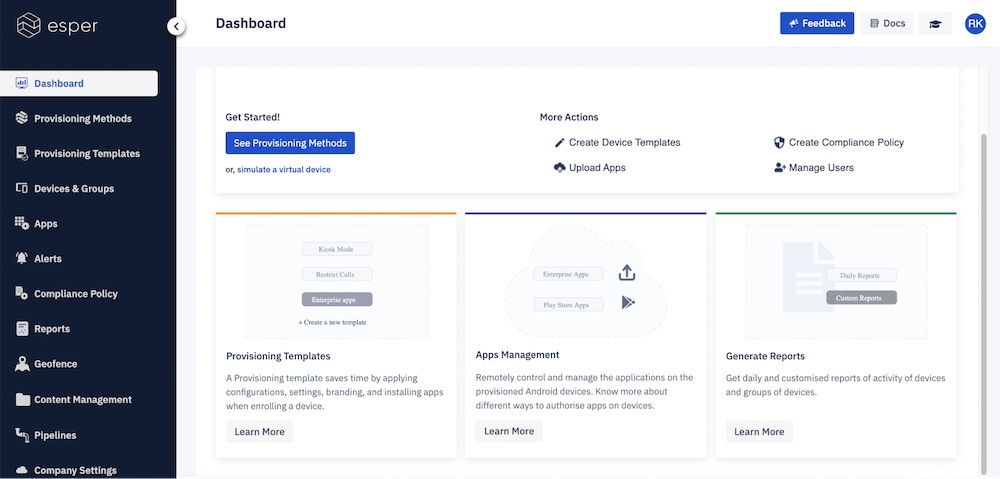 esper
Dashboard
Feedback
Docs
RK
Dashboard
Provisioning Methods
Provisioning Templates
Devices & Groups
Apps
Alerts
Compliance Policy
Reports
Geofence
Content Management
Pipelines
Company Settings
Get Started!
See Provisioning Methods
or, simulate a virtual device
More Actions
Create Device Templates
Create Compliance Policy
Upload Apps
Manage Users
Kiosk Mode
Restrict Calls
Enterprise apps
+ Create a new template
Provisioning Templates
A Provisioning template saves time by applying
configurations, settings, branding, and installing apps
when enrolling a device.
Learn More
Enterprise Apps
Play Store Apps
Apps Management
Remotely control and manage the applications on the
provisioned Android devices. Know more about
different ways to authorise apps on devices.
Learn More
Daily Reports
Custom Reports
Generate Reports
Get daily and customised reports of activity of devices
and groups of devices.
Learn More